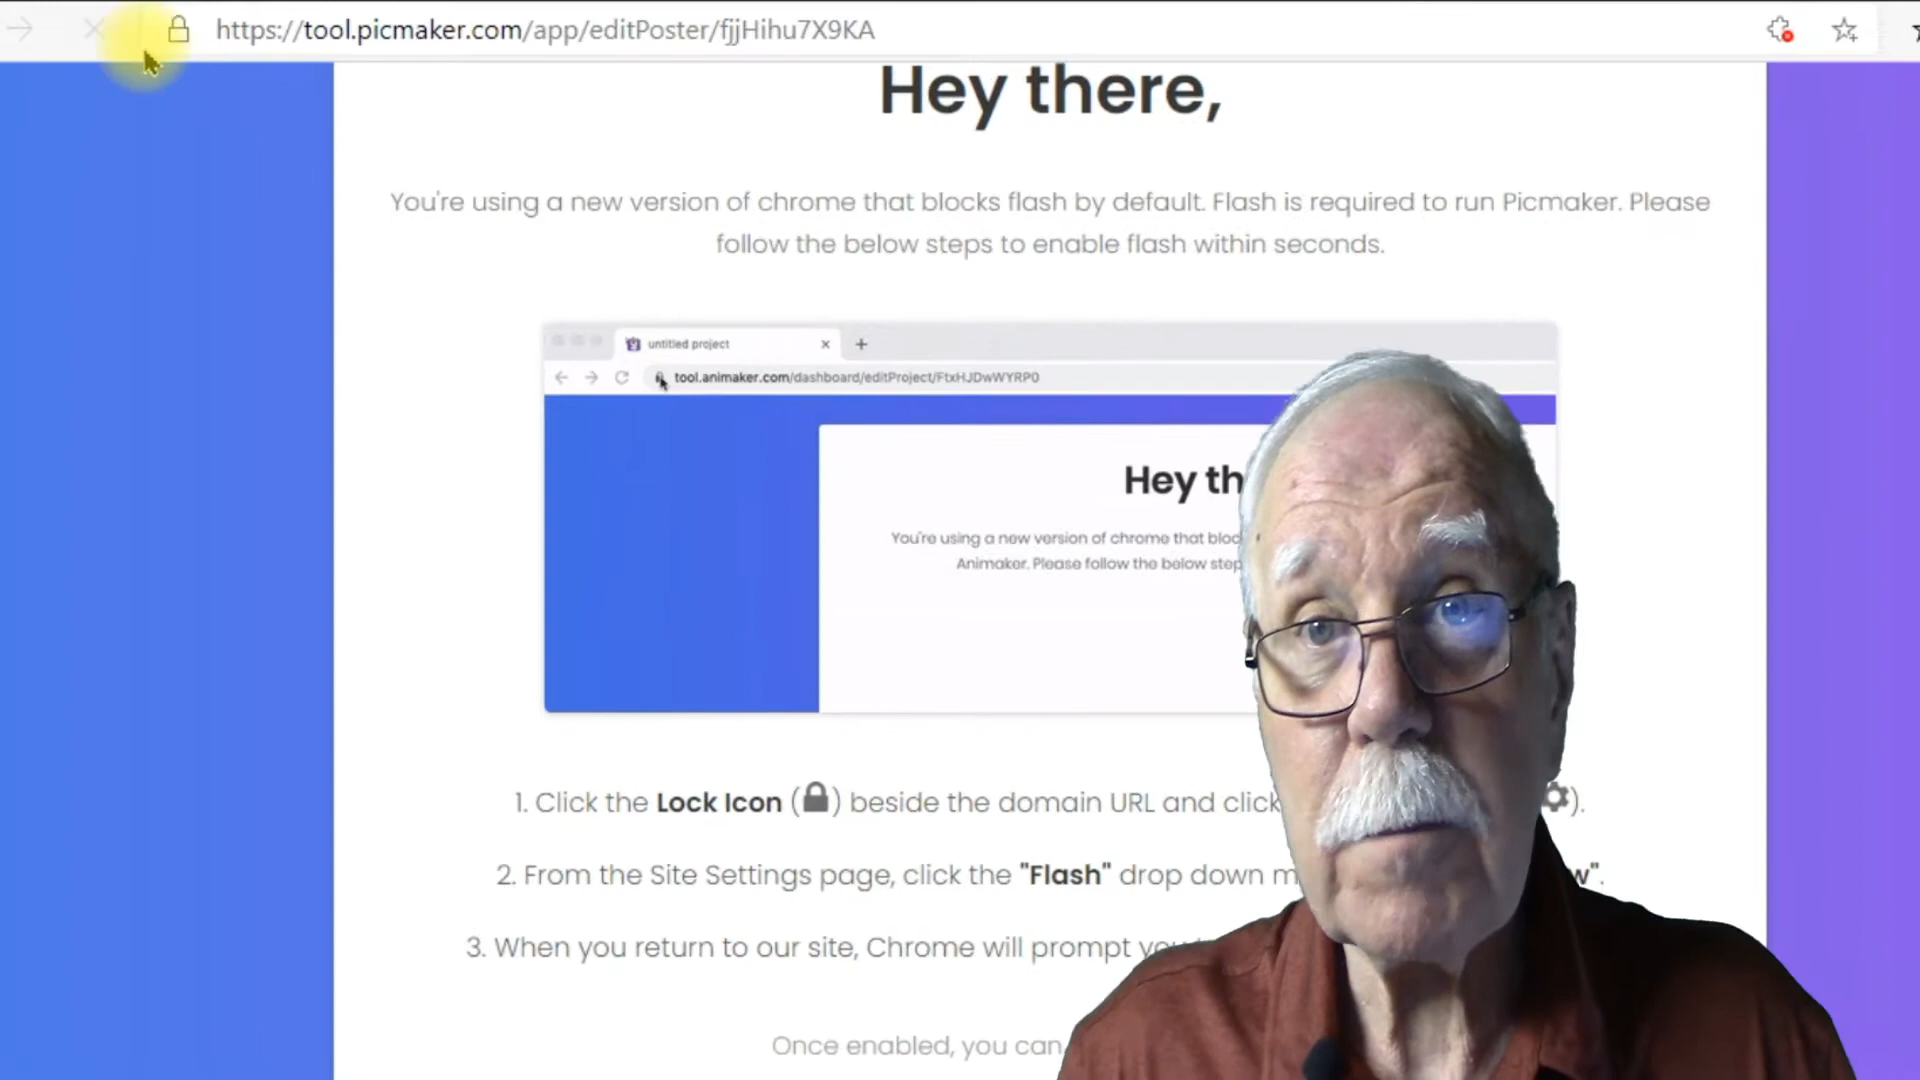 https://tool.picmaker.com/app/editPoster/fjjHihu7X9KA
Hey there,
You're using a new version of chrome that blocks flash by default. Flash is required to run Picmaker. Please
follow the below steps to enable flash within seconds.
untitled project
tool.animaker.com/dashboard/editProject/FtxHJDwWYRP0
Hey th
You're using a new version of chrome that bloc
Animaker. Please follow the below step
1. Click the Lock Icon ( ) beside the domain URL and click ).
2. From the Site Settings page, click the "Flash" drop down m w".
3. When you return to our site, Chrome will prompt you
Once enabled, you can